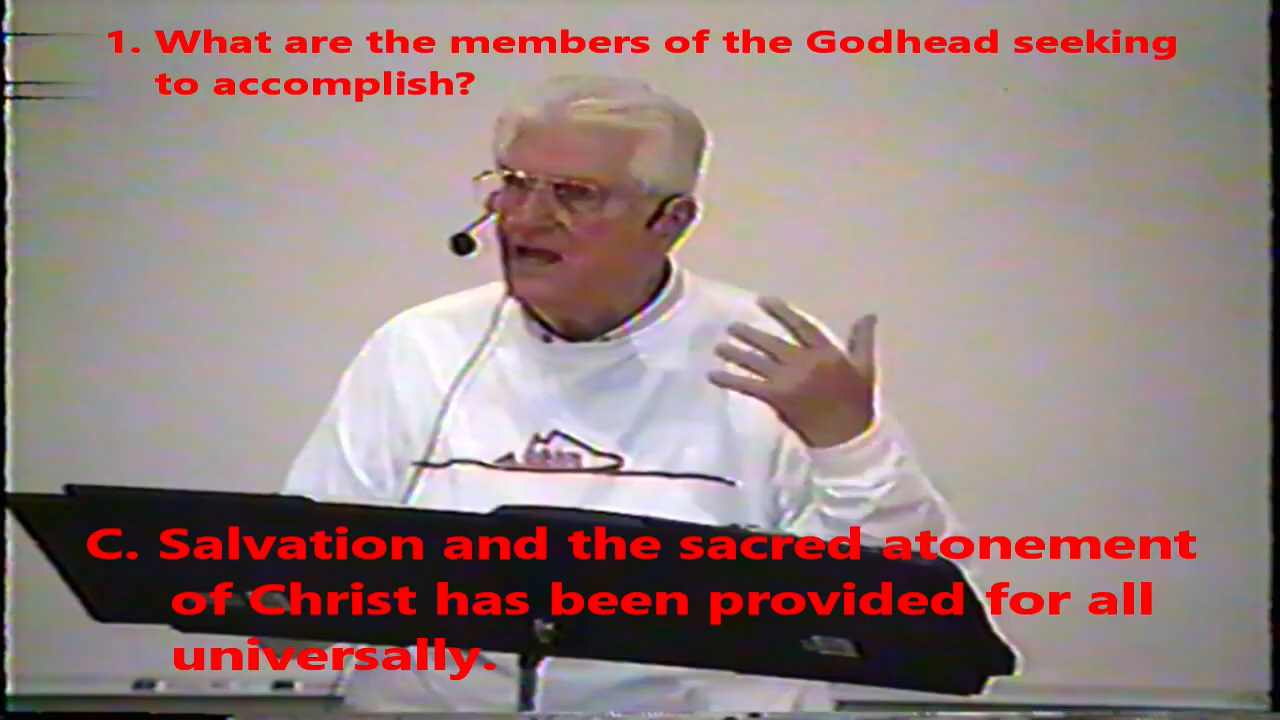 1. What are the members of the Godhead seeking
to accomplish?
C. Salvation and the sacred atonement
of Christ has been provided for all
universally.